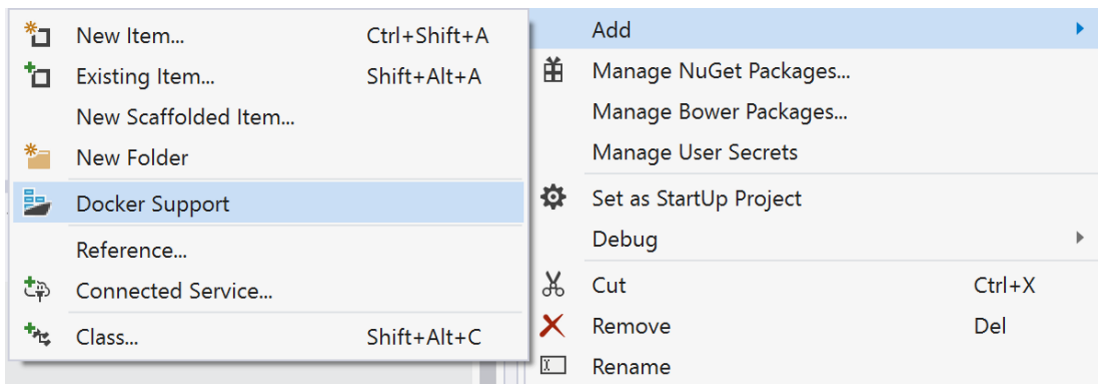 New Item... Ctrl+Shift+A
Existing Item... Shift+Alt+A
New Scaffolded Item...
New Folder
Docker Support
Reference...
Connected Service...
Class... Shift+Alt+C
Add
Manage NuGet Packages...
Manage Bower Packages...
Manage User Secrets
Set as StartUp Project
Debug
Cut Ctrl+X
Remove Del
Rename